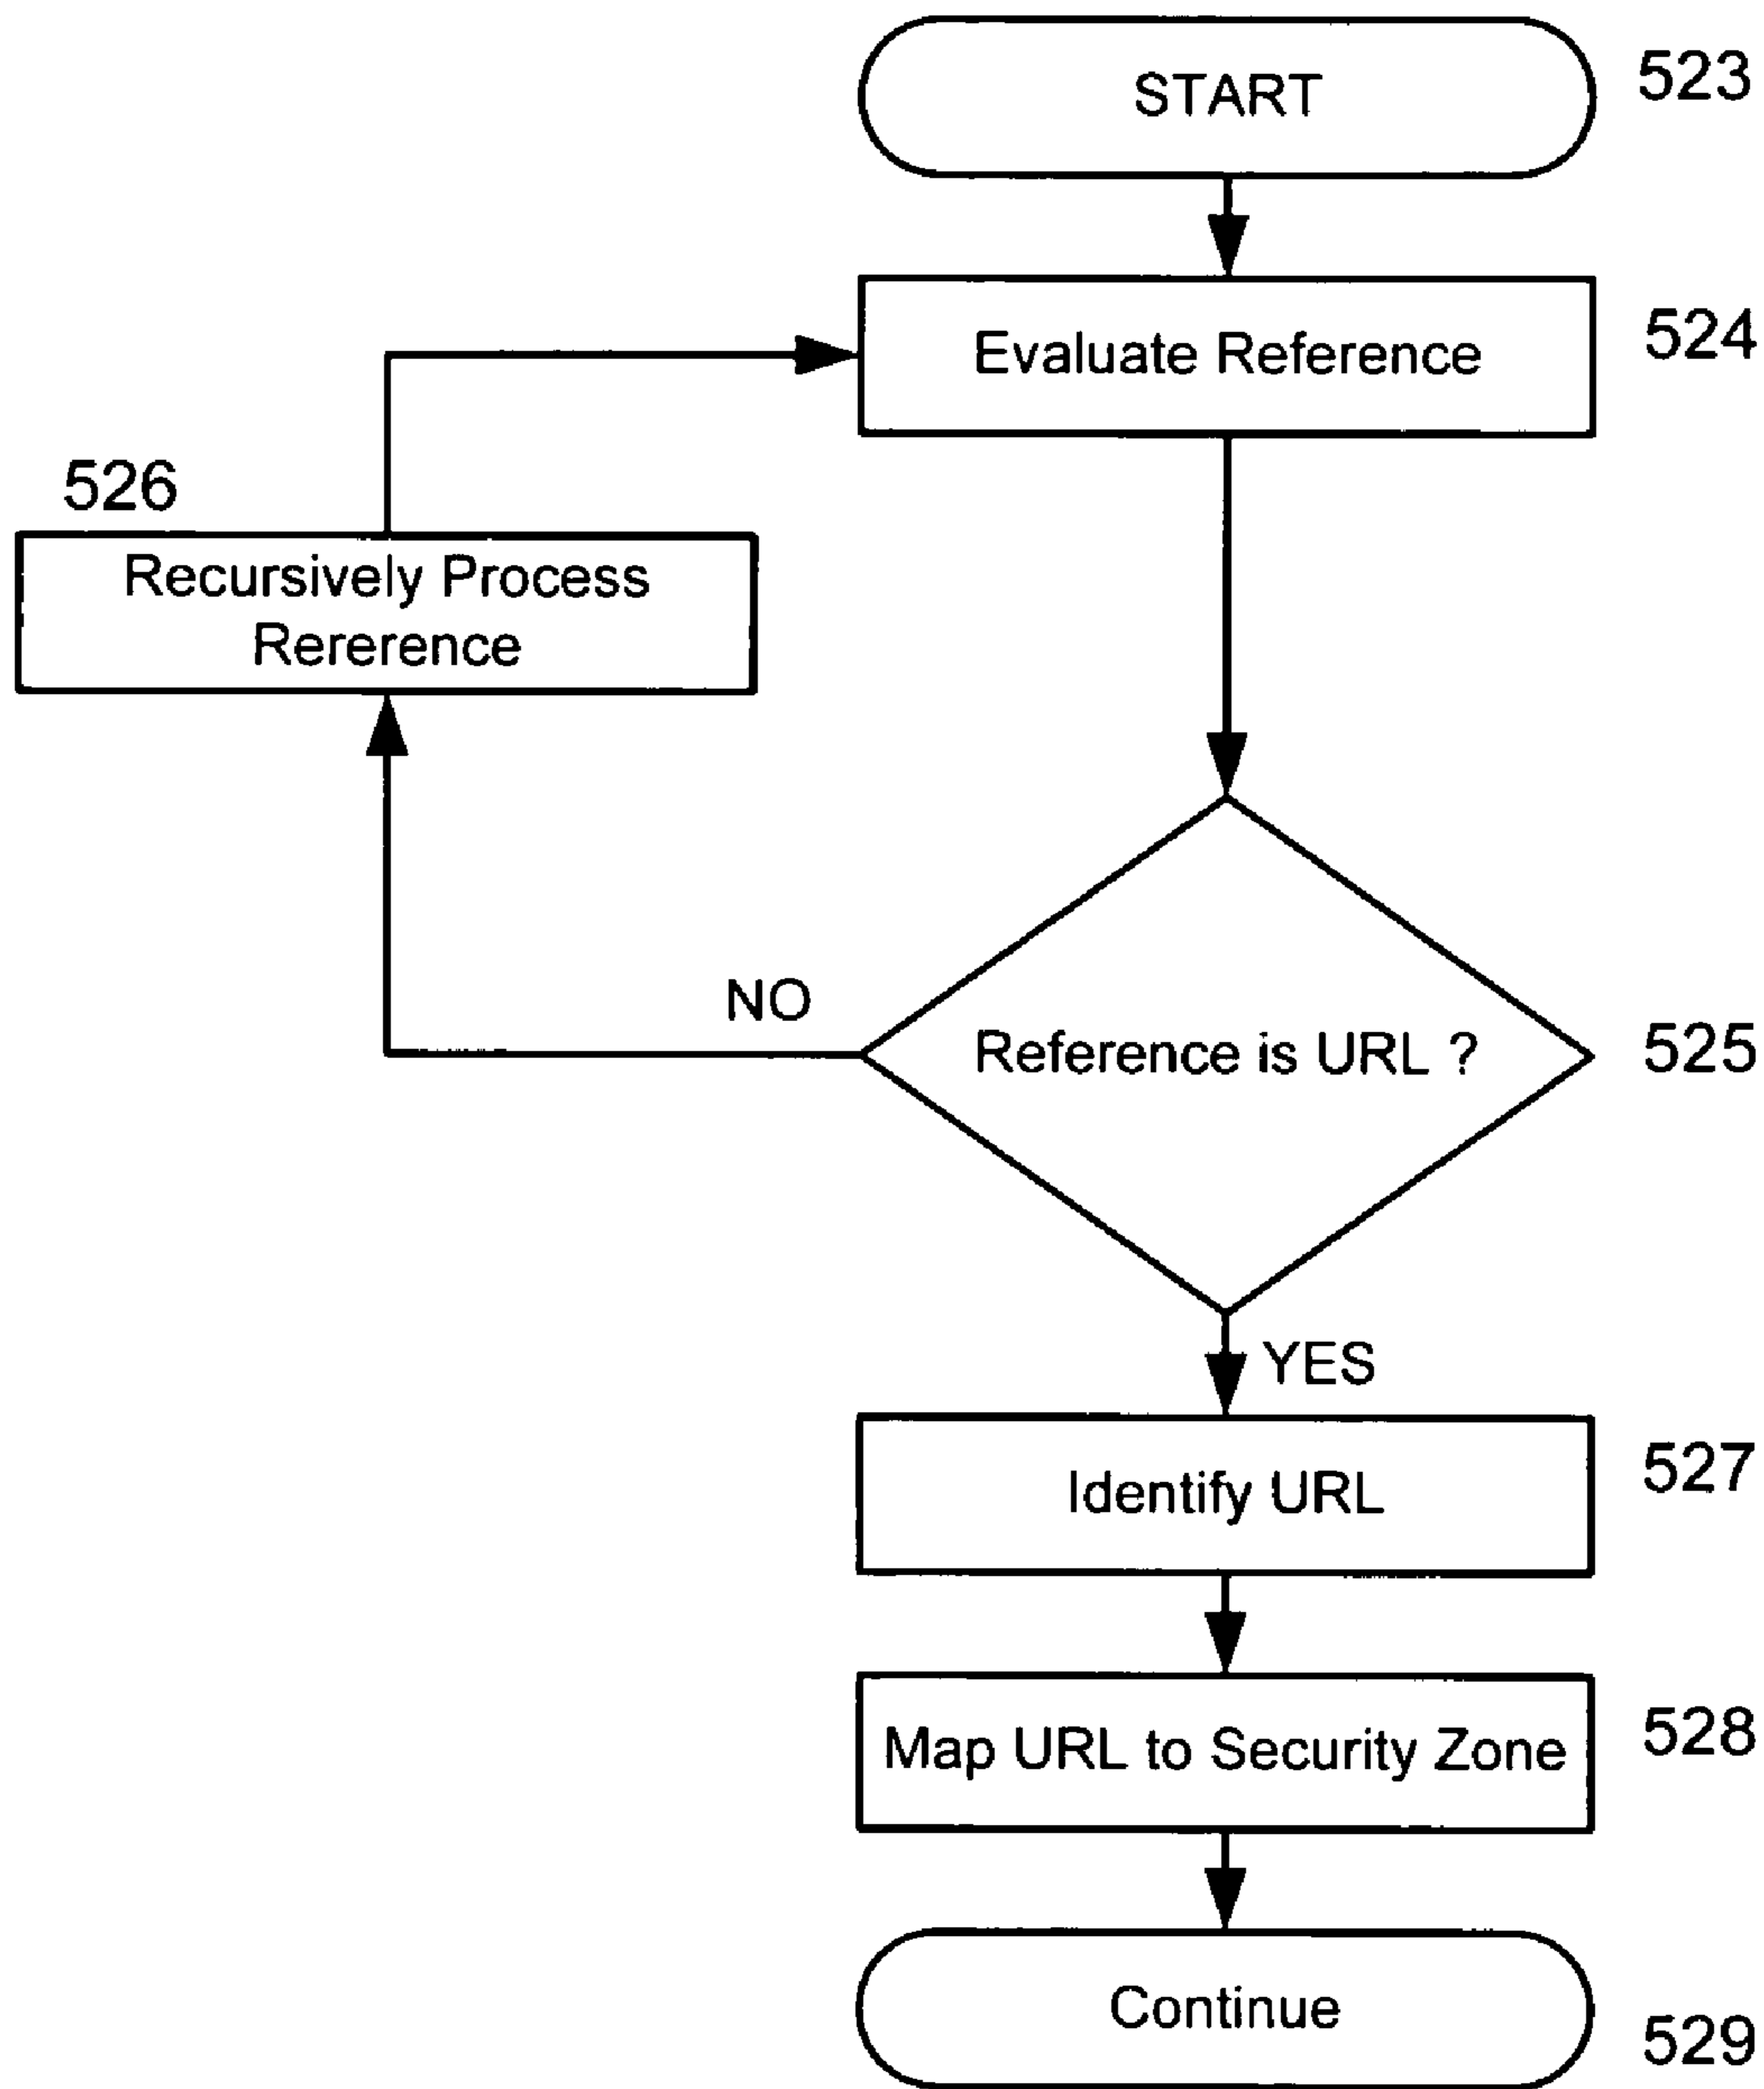 START
523
Evaluate Reference
524
526
Recursively Process
Rererence
NO
Reference is URL ?
525
YES
Identify URL
527
Map URL to Security Zone
528
Continue
529